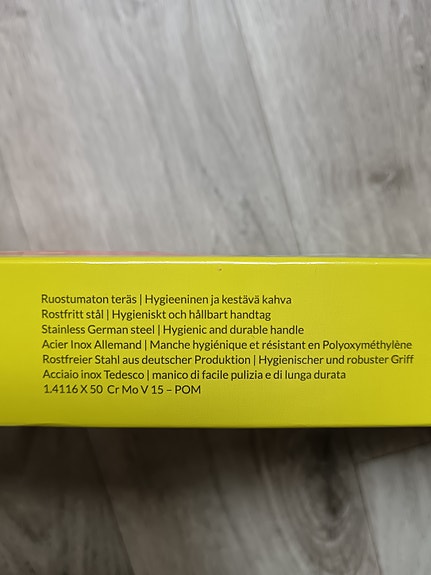 Ruostumaton teräs | Hygieeninen ja kestävä kahva
Rostfritt stål | Hygieniskt och hållbart handtag
Stainless German steel | Hygienic and durable handle
Acier Inox Allemand | Manche hygiénique et résistant en Polyoxyméthylène
Rostfreier Stahl aus deutscher Produktion | Hygienischer und robuster Griff
Acciaio inox Tedesco | manico di facile pulizia e di lunga durata
1.4116 X 50 Cr Mo V 15 – POM